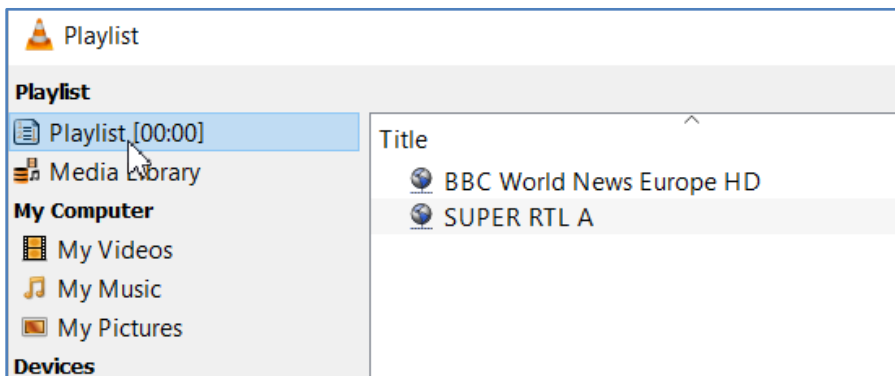 Playlist
Playlist
Playlist [00:00]
Media Library
My Computer
My Videos
My Music
My Pictures
Devices
Title
BBC World News Europe HD
SUPER RTL A